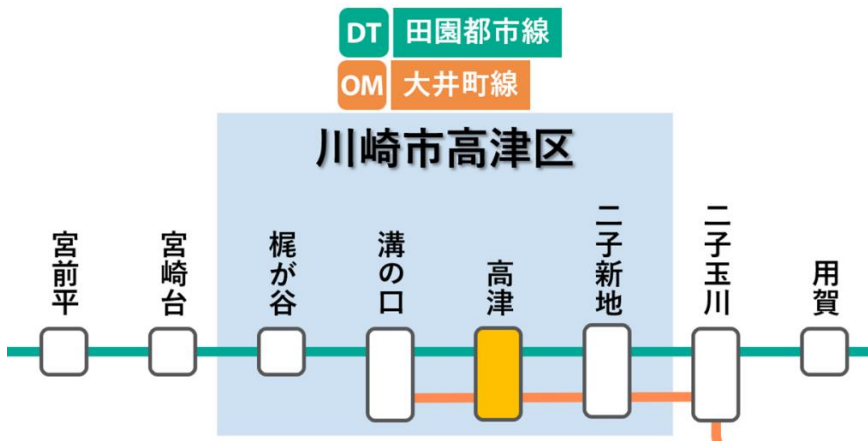 DT 田園都市線
OM 大井町線
川崎市高津区
宮前平
宮崎台
梶が谷
溝の口
高津
二子新地
二子玉川
用賀